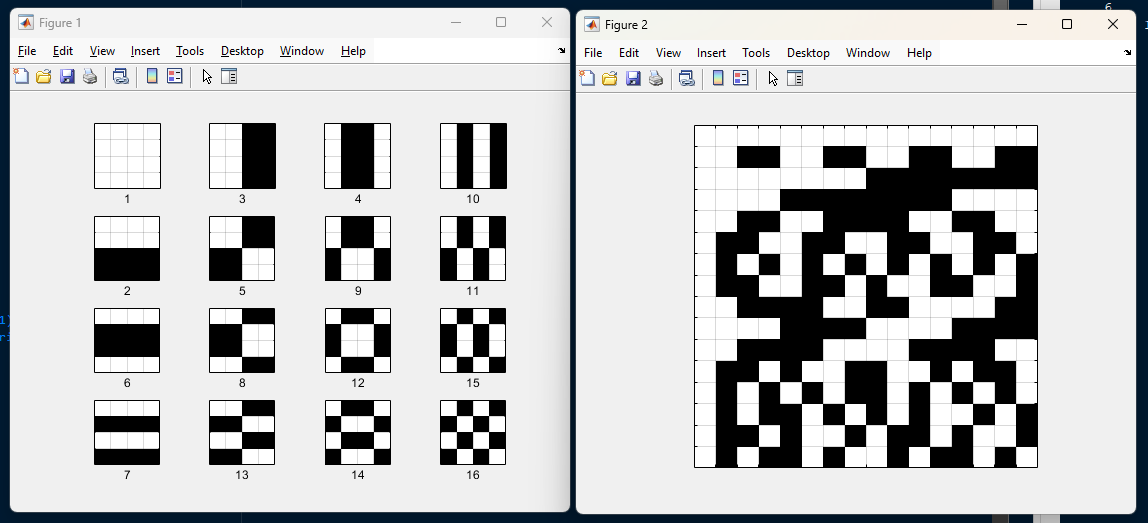 Figure 1
File Edit View Insert Tools Desktop Window Help
1 3 4 10
2 5 9 11
6 8 12 15
7 13 14 16
Figure 2
File Edit View Insert Tools Desktop Window Help
6